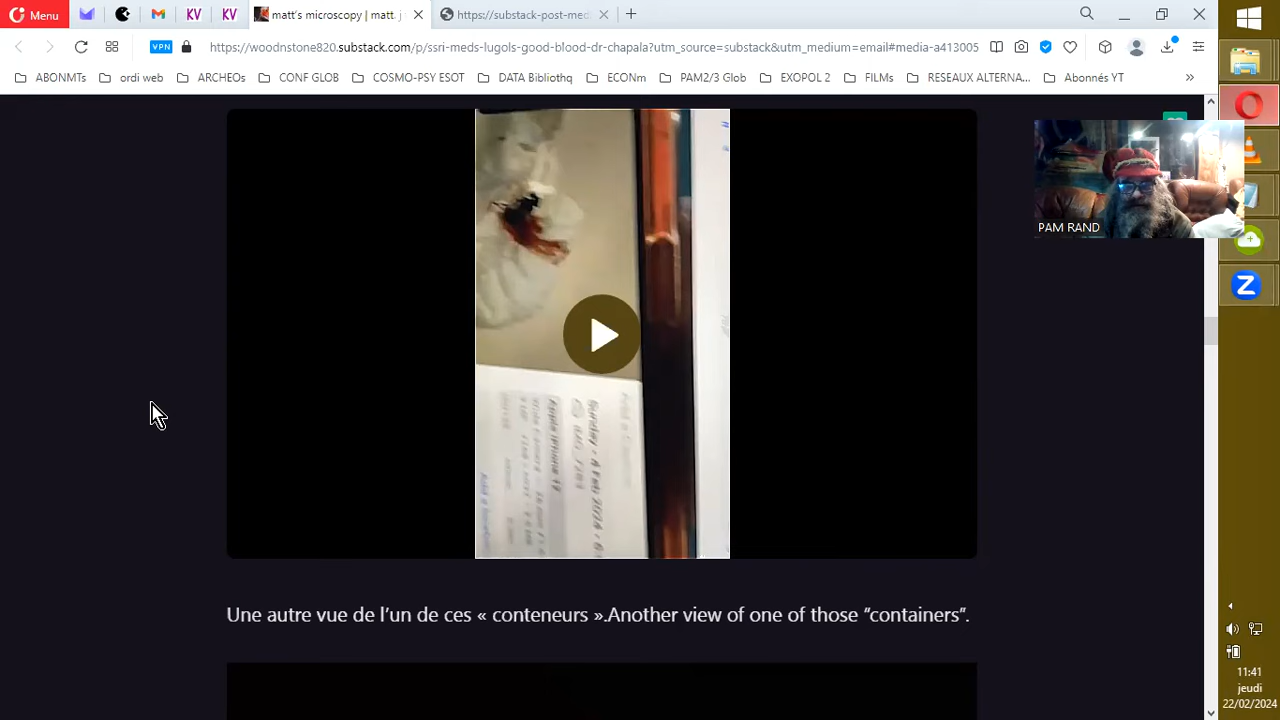 Menu
KV
KV
matt's microscopy | matt. j
https://substack-post-med
VPN
https://woodnstone820.substack.com/p/ssri-meds-lugols-good-blood-dr-chapala?utm_source=substack&utm_medium=email#media-a413005
ABONMTs
ordi web
ARCHEOs
CONF GLOB
COSMO-PSY ESOT
DATA Bibliothq
ECONm
PAM2/3 Glob
EXOPOL 2
FILMs
RESEAUX ALTERNA...
Abonnés YT
PAM RAND
Une autre vue de l'un de ces « conteneurs ».Another view of one of those "containers".
11:41
jeudi
22/02/2024